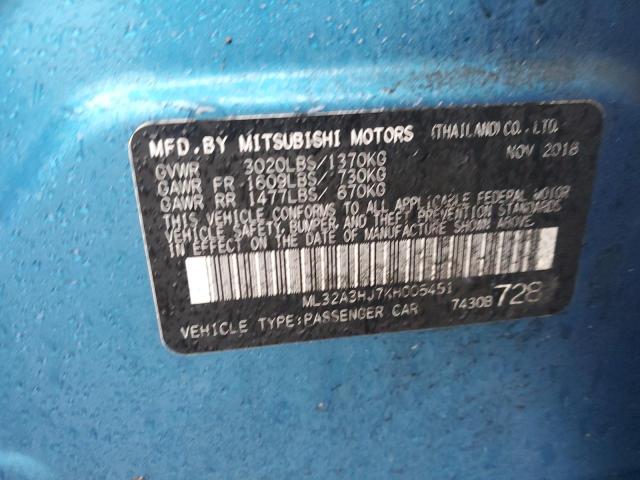 MFD. BY MITSUBISHI MOTORS (THAILAND) CO., LTD.
GVWR 3020LBS/1370KG NOV 2018
GAWR FR 1609LBS/ 730KG
GAWR RR 1477LBS/ 670KG
THIS VEHICLE CONFORMS TO ALL APPLICABLE FEDERAL MOTOR
VEHICLE SAFETY, BUMPER, AND THEFT PREVENTION STANDARDS
IN EFFECT ON THE DATE OF MANUFACTURE SHOWN ABOVE.
ML32A3HJ7KH006451
7430B 728
VEHICLE TYPE:PASSENGER CAR